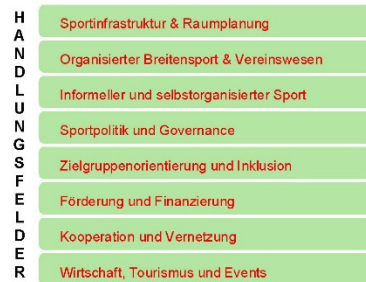 HANDLUNGSFELDER
Sportinfrastruktur & Raumplanung
Organisierter Breitensport & Vereinswesen
Informeller und selbstorganisierter Sport
Sportpolitik und Governance
Zielgruppenorientierung und Inklusion
Förderung und Finanzierung
Kooperation und Vernetzung
Wirtschaft, Tourismus und Events